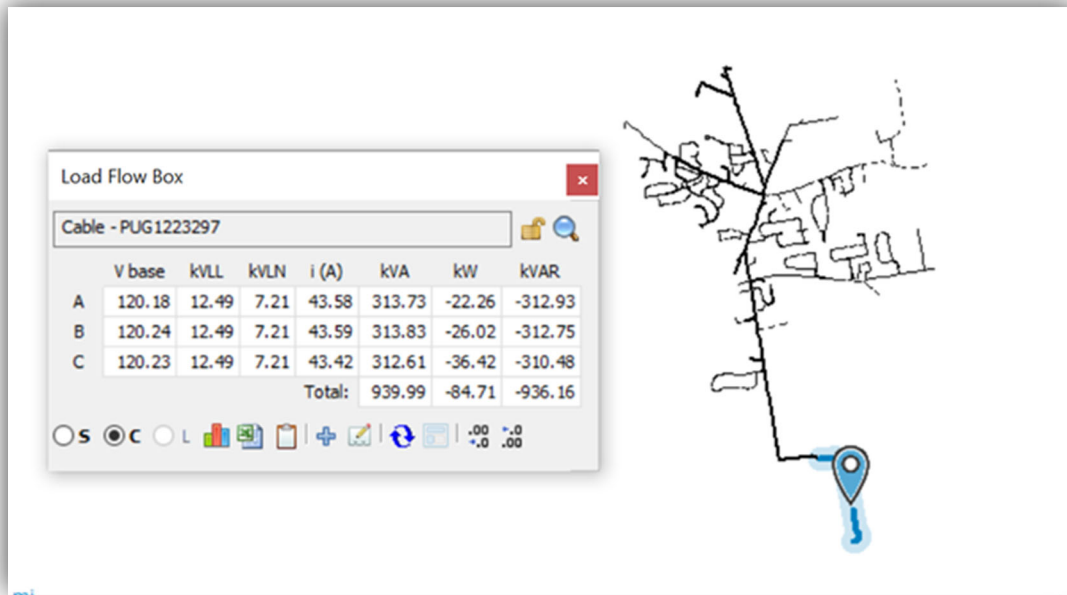 Load Flow Box
Cable - PUG1223297
V base kVLL kVLN i (A) kVA kW kVAR
A 120.18 12.49 7.21 43.58 313.73 -22.26 -312.93
B 120.24 12.49 7.21 43.59 313.83 -26.02 -312.75
C 120.23 12.49 7.21 43.42 312.61 -36.42 -310.48
Total: 939.99 -84.71 -936.16
S C L .00 .0 .0 .00
mi